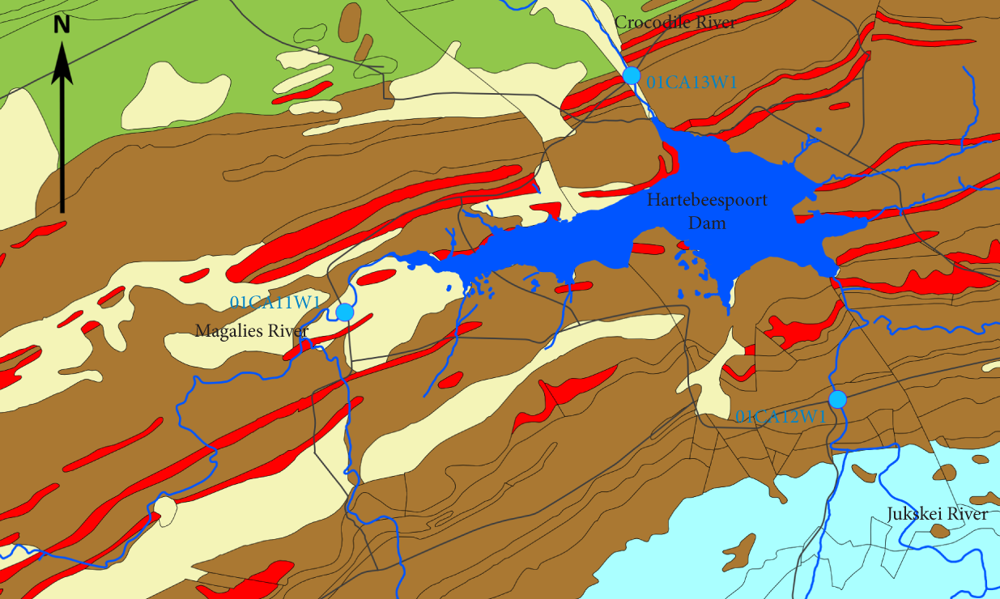 N
Crocodile River
01CA13W1
Hartebeespoort
Dam
01CA11W1
Magalies River
01CA12W1
Jukskei River